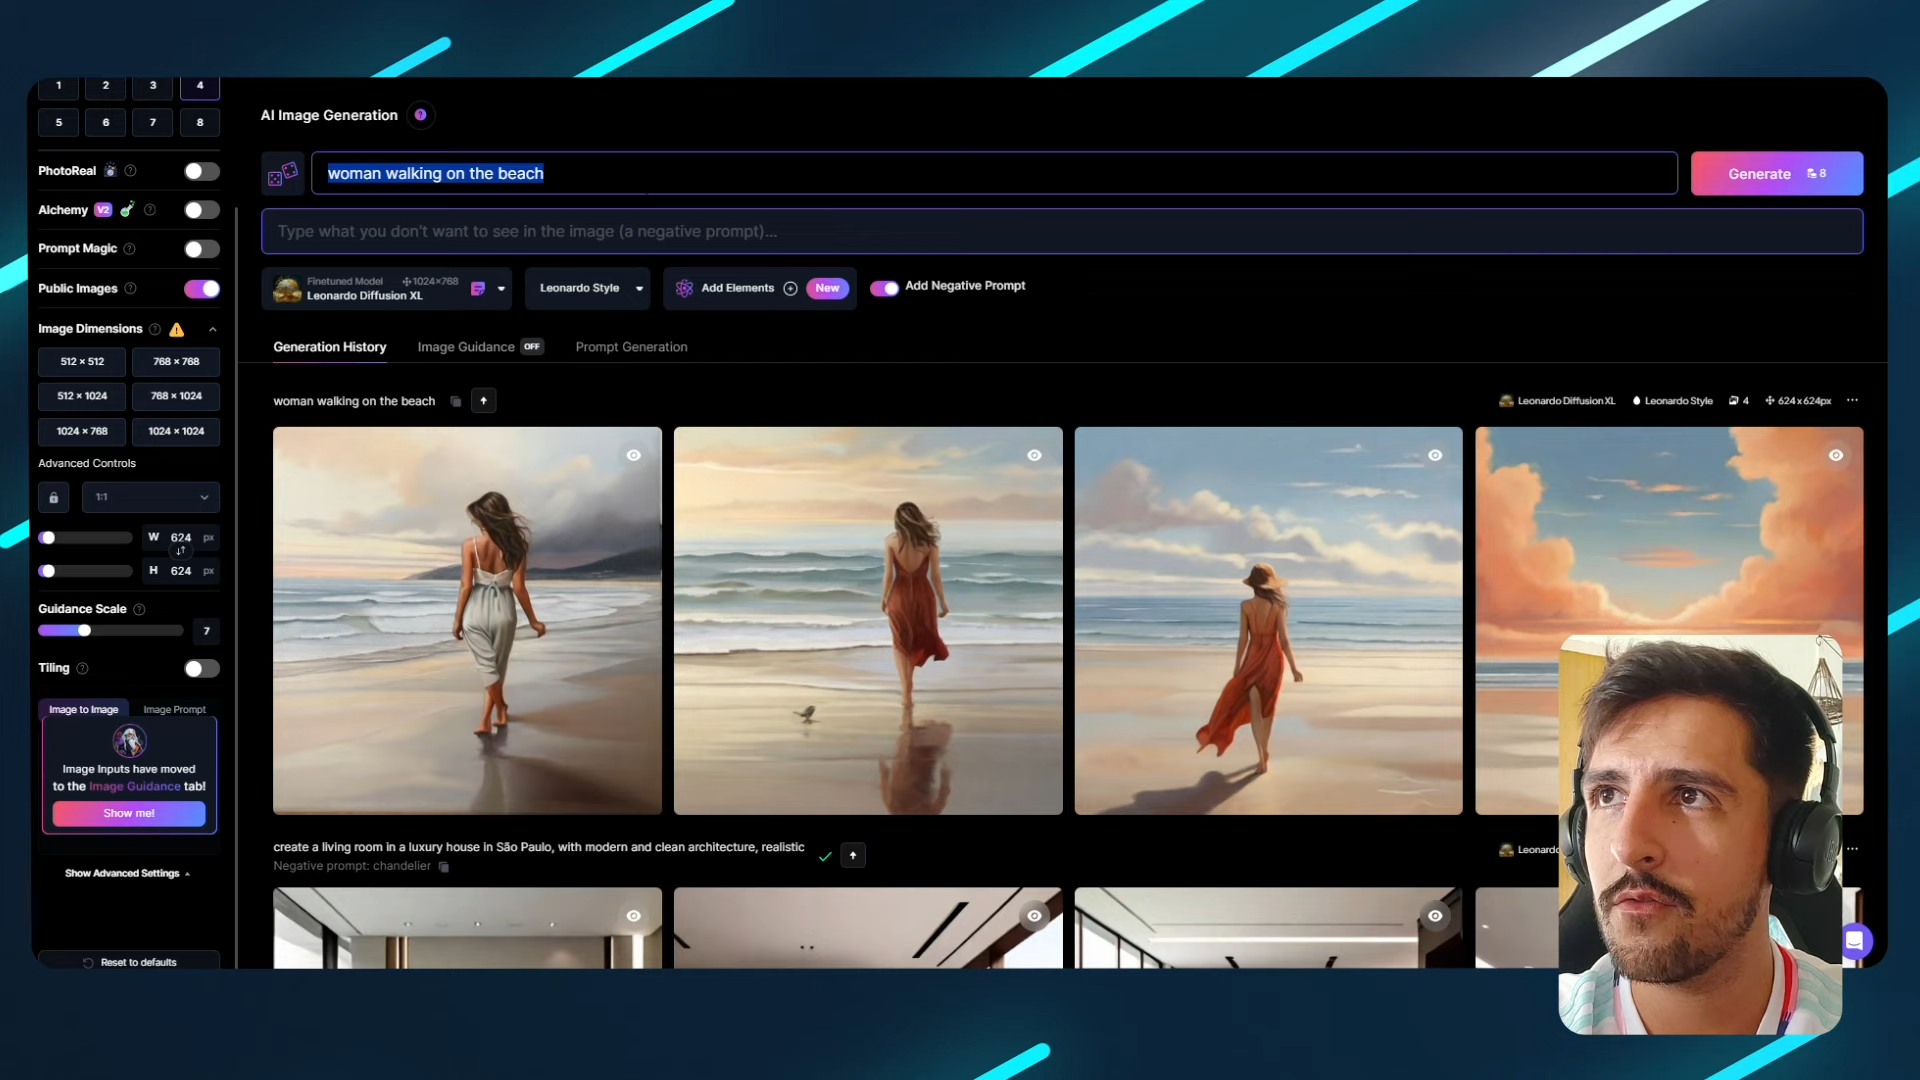 1 2 3 4
5 6 7 8
PhotoReal
Alchemy V2
Prompt Magic
Public Images
Image Dimensions
512 × 512 768 × 768
512 × 1024 768 × 1024
1024 × 768 1024 × 1024
Advanced Controls
1:1
W 624 px
H 624 px
Guidance Scale
7
Tiling
Image to Image Image Prompt
Image Inputs have moved
to the Image Guidance tab!
Show me!
Show Advanced Settings
Reset to defaults
AI Image Generation
woman walking on the beach
Generate 8
Type what you don't want to see in the image (a negative prompt)...
Finetuned Model 1024×768
Leonardo Diffusion XL
Leonardo Style
Add Elements New
Add Negative Prompt
Generation History Image Guidance OFF Prompt Generation
woman walking on the beach
Leonardo Diffusion XL Leonardo Style 4 624 x 624px
create a living room in a luxury house in São Paulo, with modern and clean architecture, realistic
Negative prompt: chandelier
Leonardo